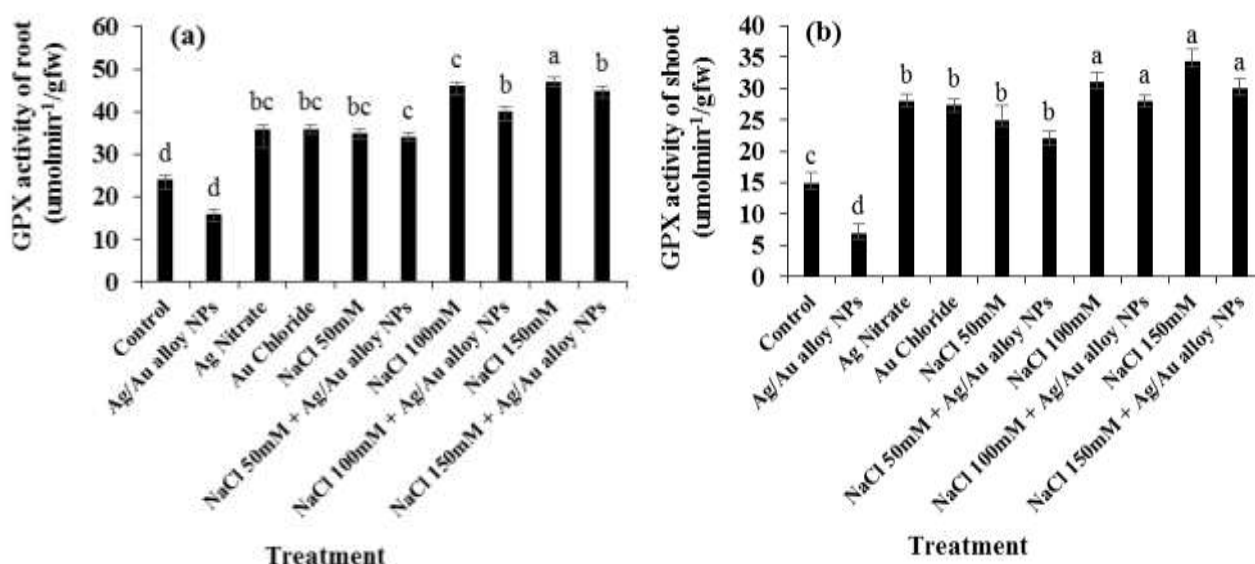 (a)
GPX activity of root
(umolmin-1/gfw)
60
50
40
30
20
10
0
d
d
bc
bc
bc
c
c
b
a
b
Control
Ag/Au alloy NPs
Ag Nitrate
Au Chloride
NaCl 50mM
NaCl 50mM + Ag/Au alloy NPs
NaCl 100mM
NaCl 100mM + Ag/Au alloy NPs
NaCl 150mM
NaCl 150mM + Ag/Au alloy NPs
Treatment
(b)
GPX activity of shoot
(umolmin-1/gfw)
40
35
30
25
20
15
10
5
0
c
d
b
b
b
b
a
a
a
a
Control
Ag/Au alloy NPs
Ag Nitrate
Au Chloride
NaCl 50mM
NaCl 50mM + Ag/Au alloy NPs
NaCl 100mM
NaCl 100mM + Ag/Au alloy NPs
NaCl 150mM
NaCl 150mM + Ag/Au alloy NPs
Treatment